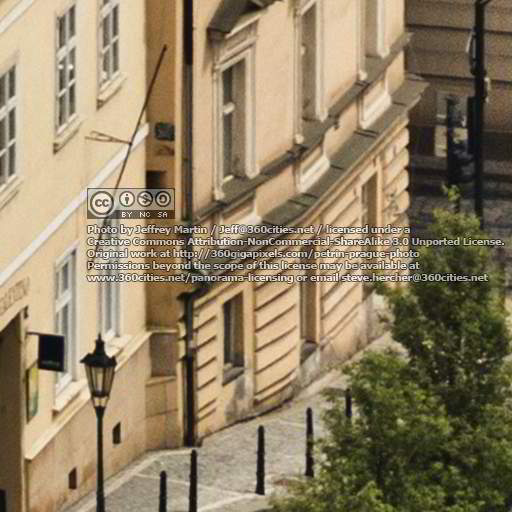 cc BY NC SA
Photo by Jeffrey Martin / Jeff@360cities.net / licensed under a
Creative Commons Attribution-NonCommercial-ShareAlike 3.0 Unported License.
Original work at http://360gigapixels.com/petrin-prague-photo
Permissions beyond the scope of this license may be available at
www.360cities.net/panorama-licensing or email steve.hercher@360cities.net